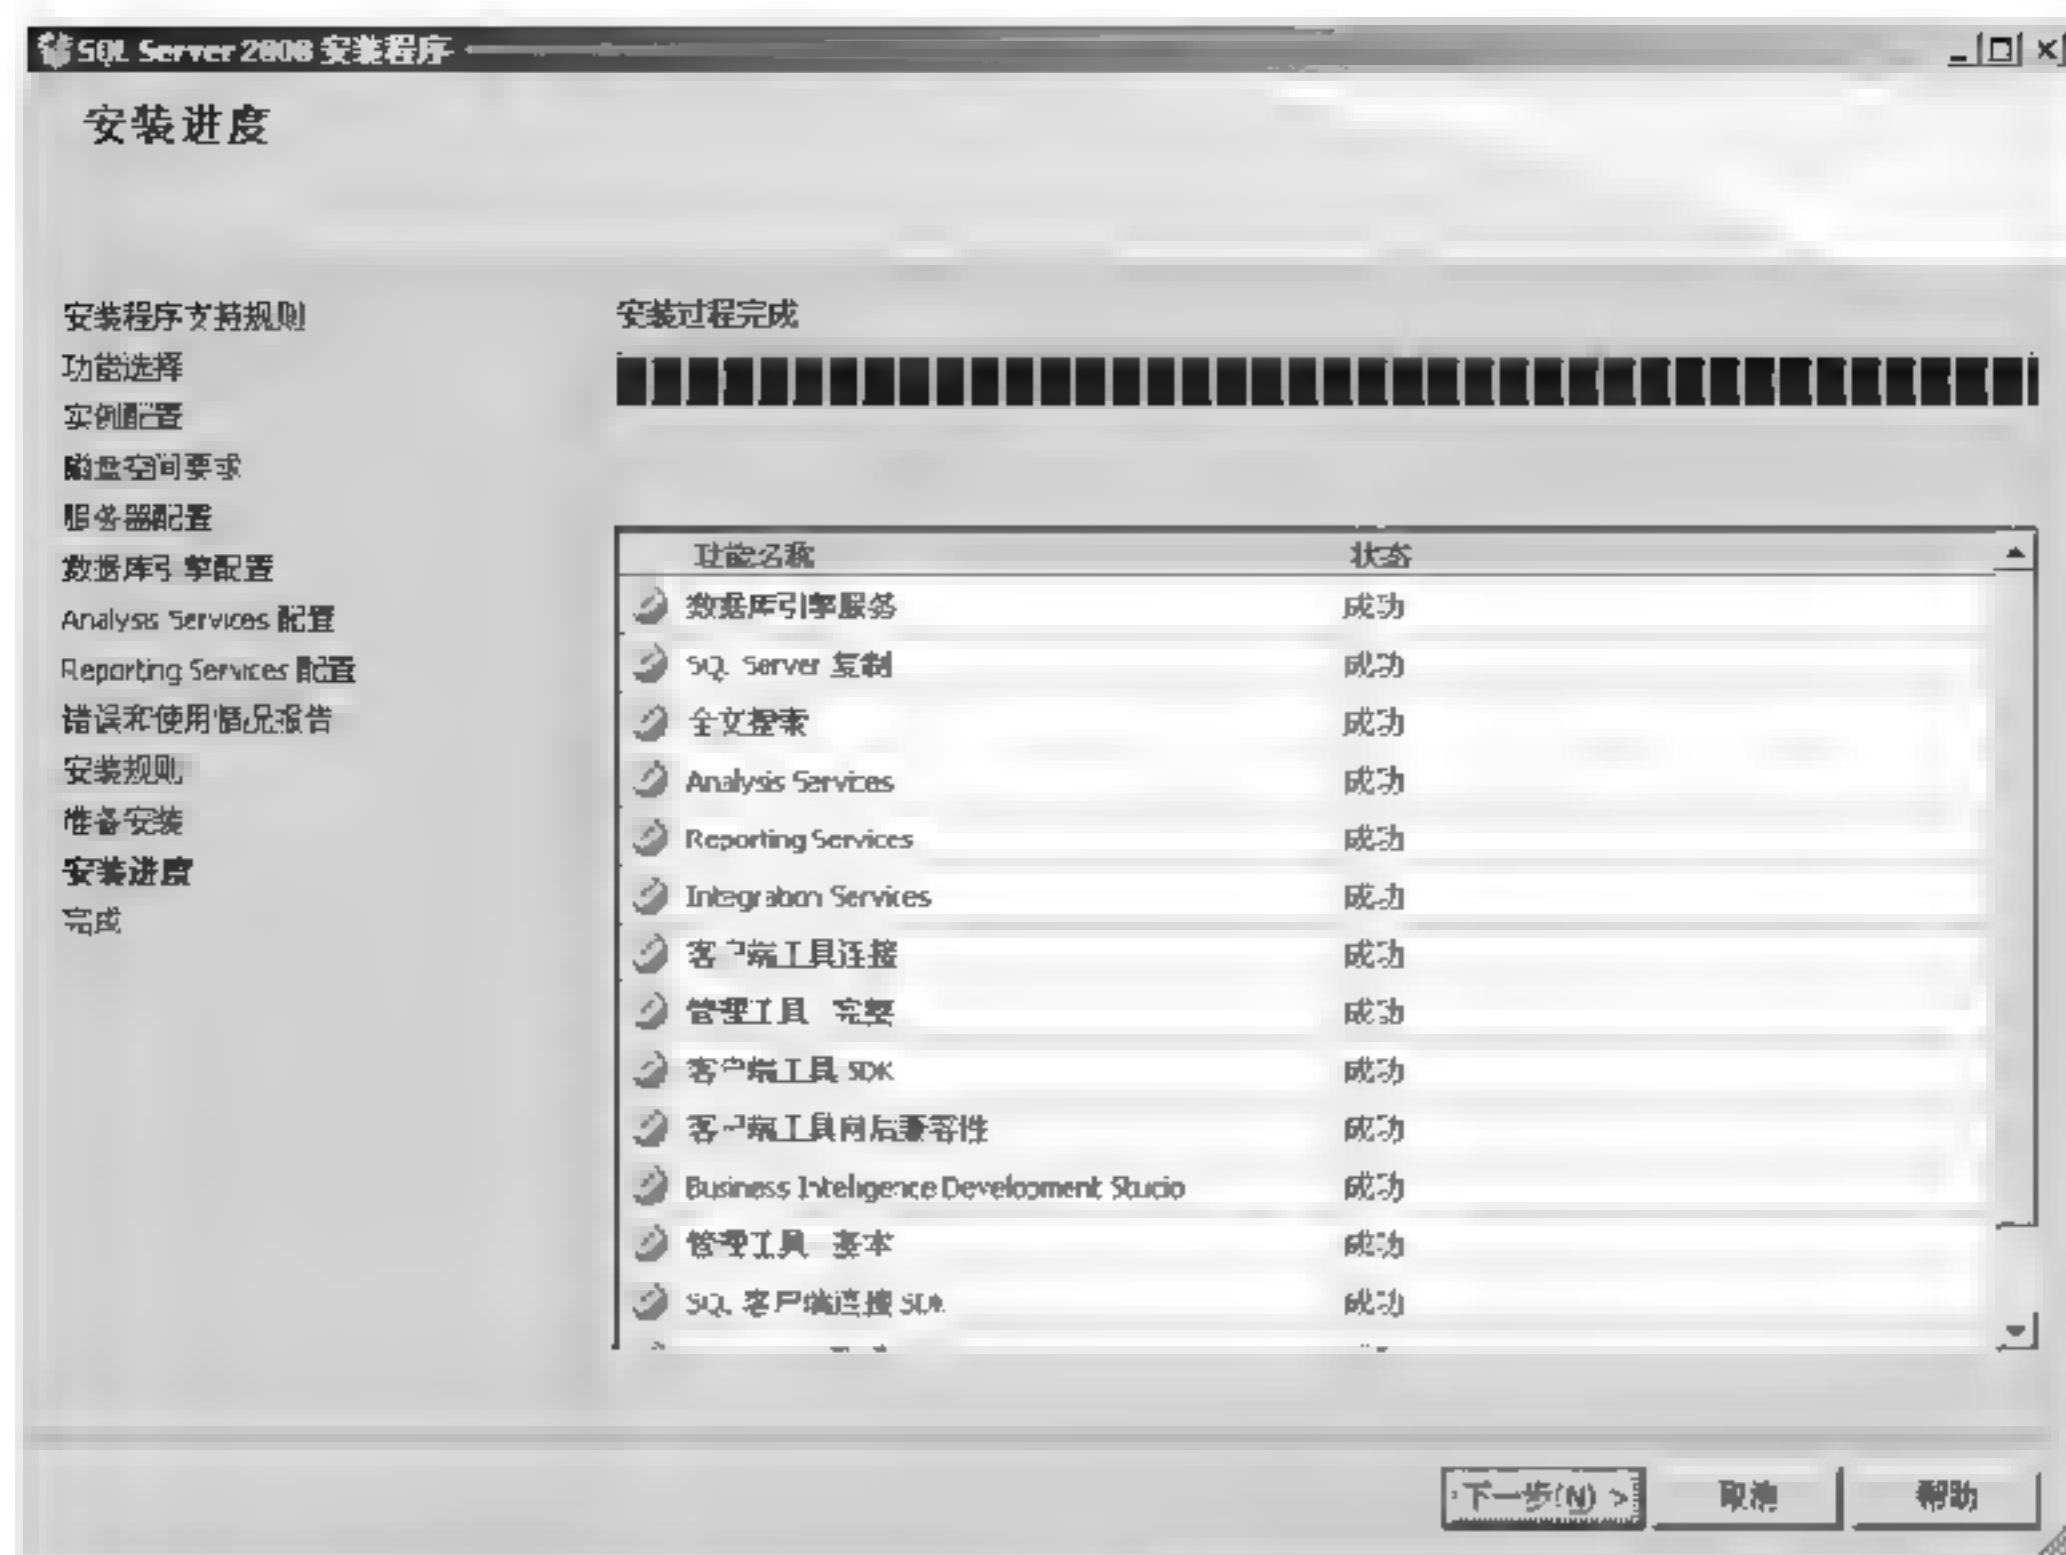 SQL Server 2008 安装程序
安装进度
安装程序支持规则
功能选择
实例配置
磁盘空间要求
服务器配置
数据库引擎配置
Analysis Services 配置
Reporting Services 配置
错误和使用情况报告
安装规则
准备安装
安装进度
完成
安装过程完成
功能名称 状态
数据库引擎服务 成功
SQL Server 复制 成功
全文搜索 成功
Analysis Services 成功
Reporting Services 成功
Integration Services 成功
客户端工具连接 成功
管理工具 - 完整 成功
客户端工具 SDK 成功
客户端工具向后兼容性 成功
Business Intelligence Development Studio 成功
管理工具 - 基本 成功
SQL 客户端连接 SDK 成功
下一步(N) > 取消 帮助